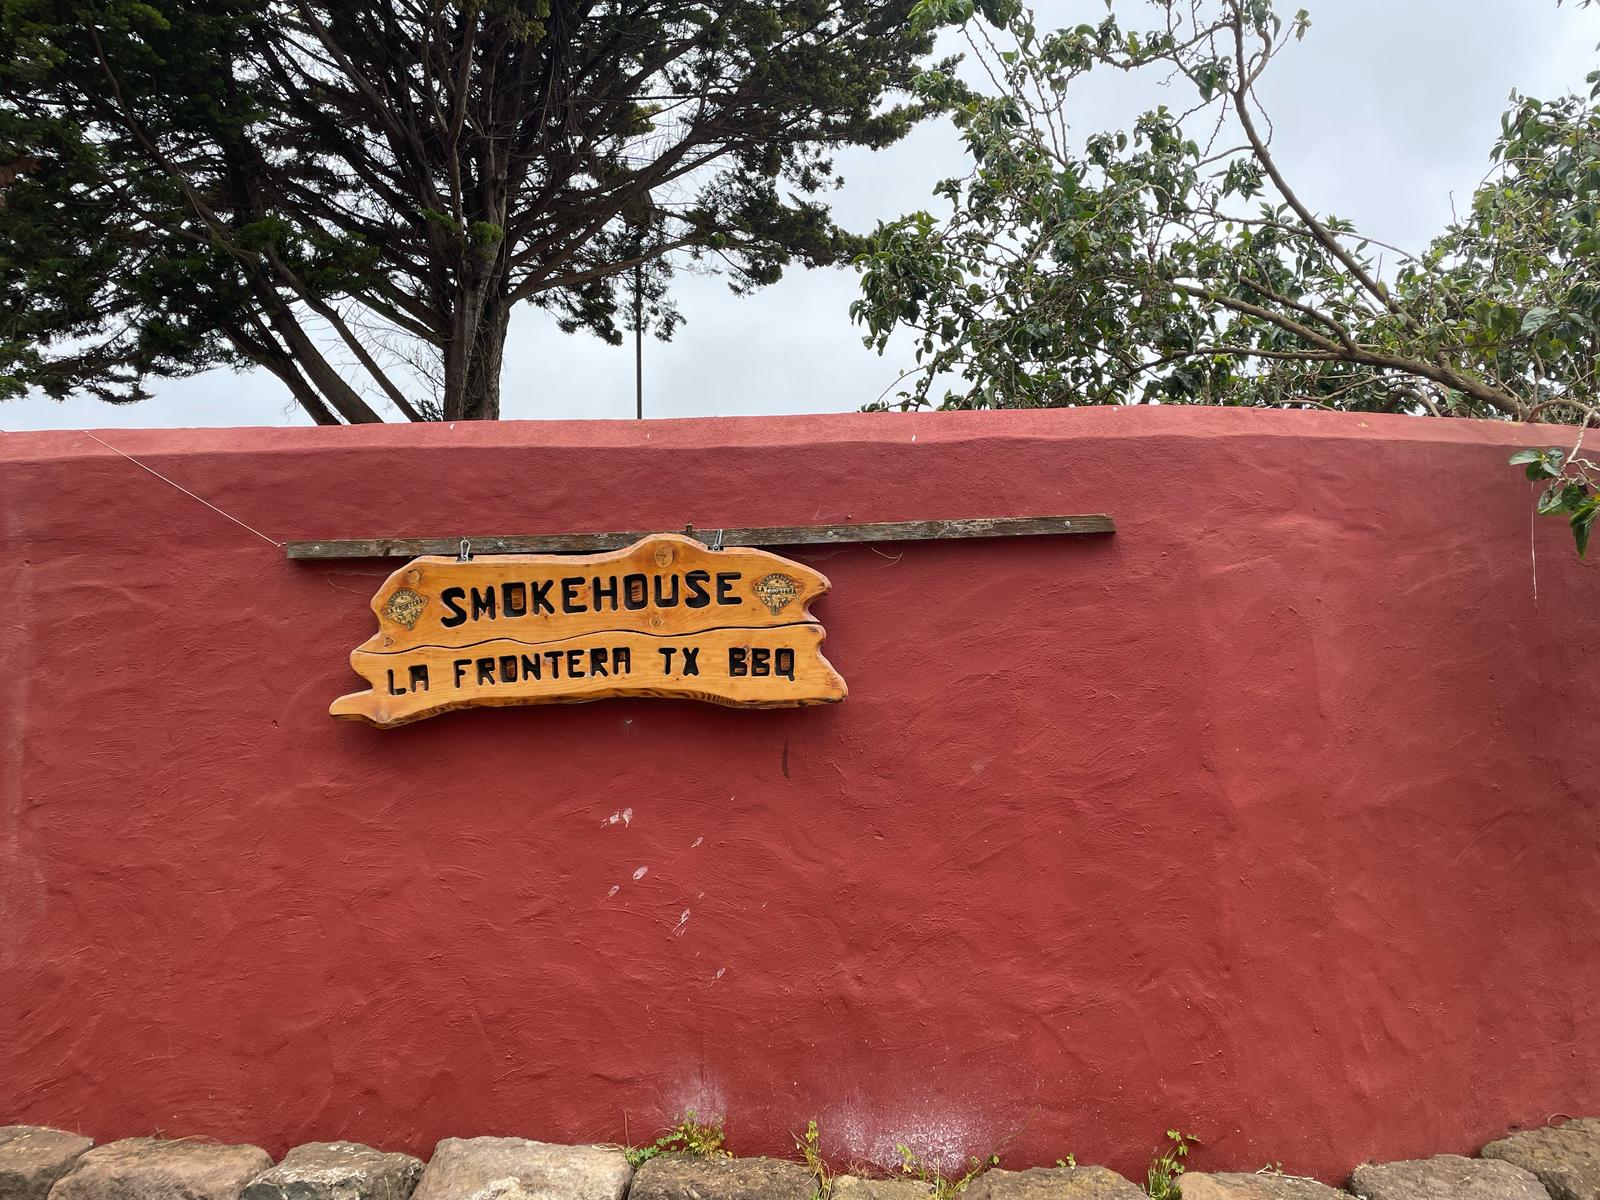 SMOKEHOUSE
LA FRONTERA TX BBQ